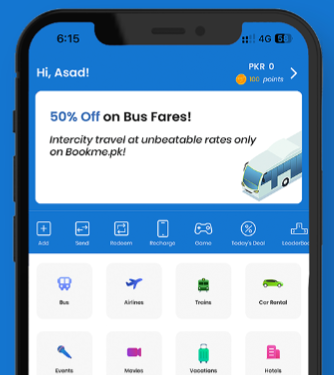 6:15
4G
Hi, Asad!
PKR 0
100 points
50% Off on Bus Fares!
Intercity travel at unbeatable rates only
on Bookme.pk!
Add Send Redeem Recharge Game Today's Deal
Bus Airlines Trains Car Rental
Events Movies Vacations Hotels